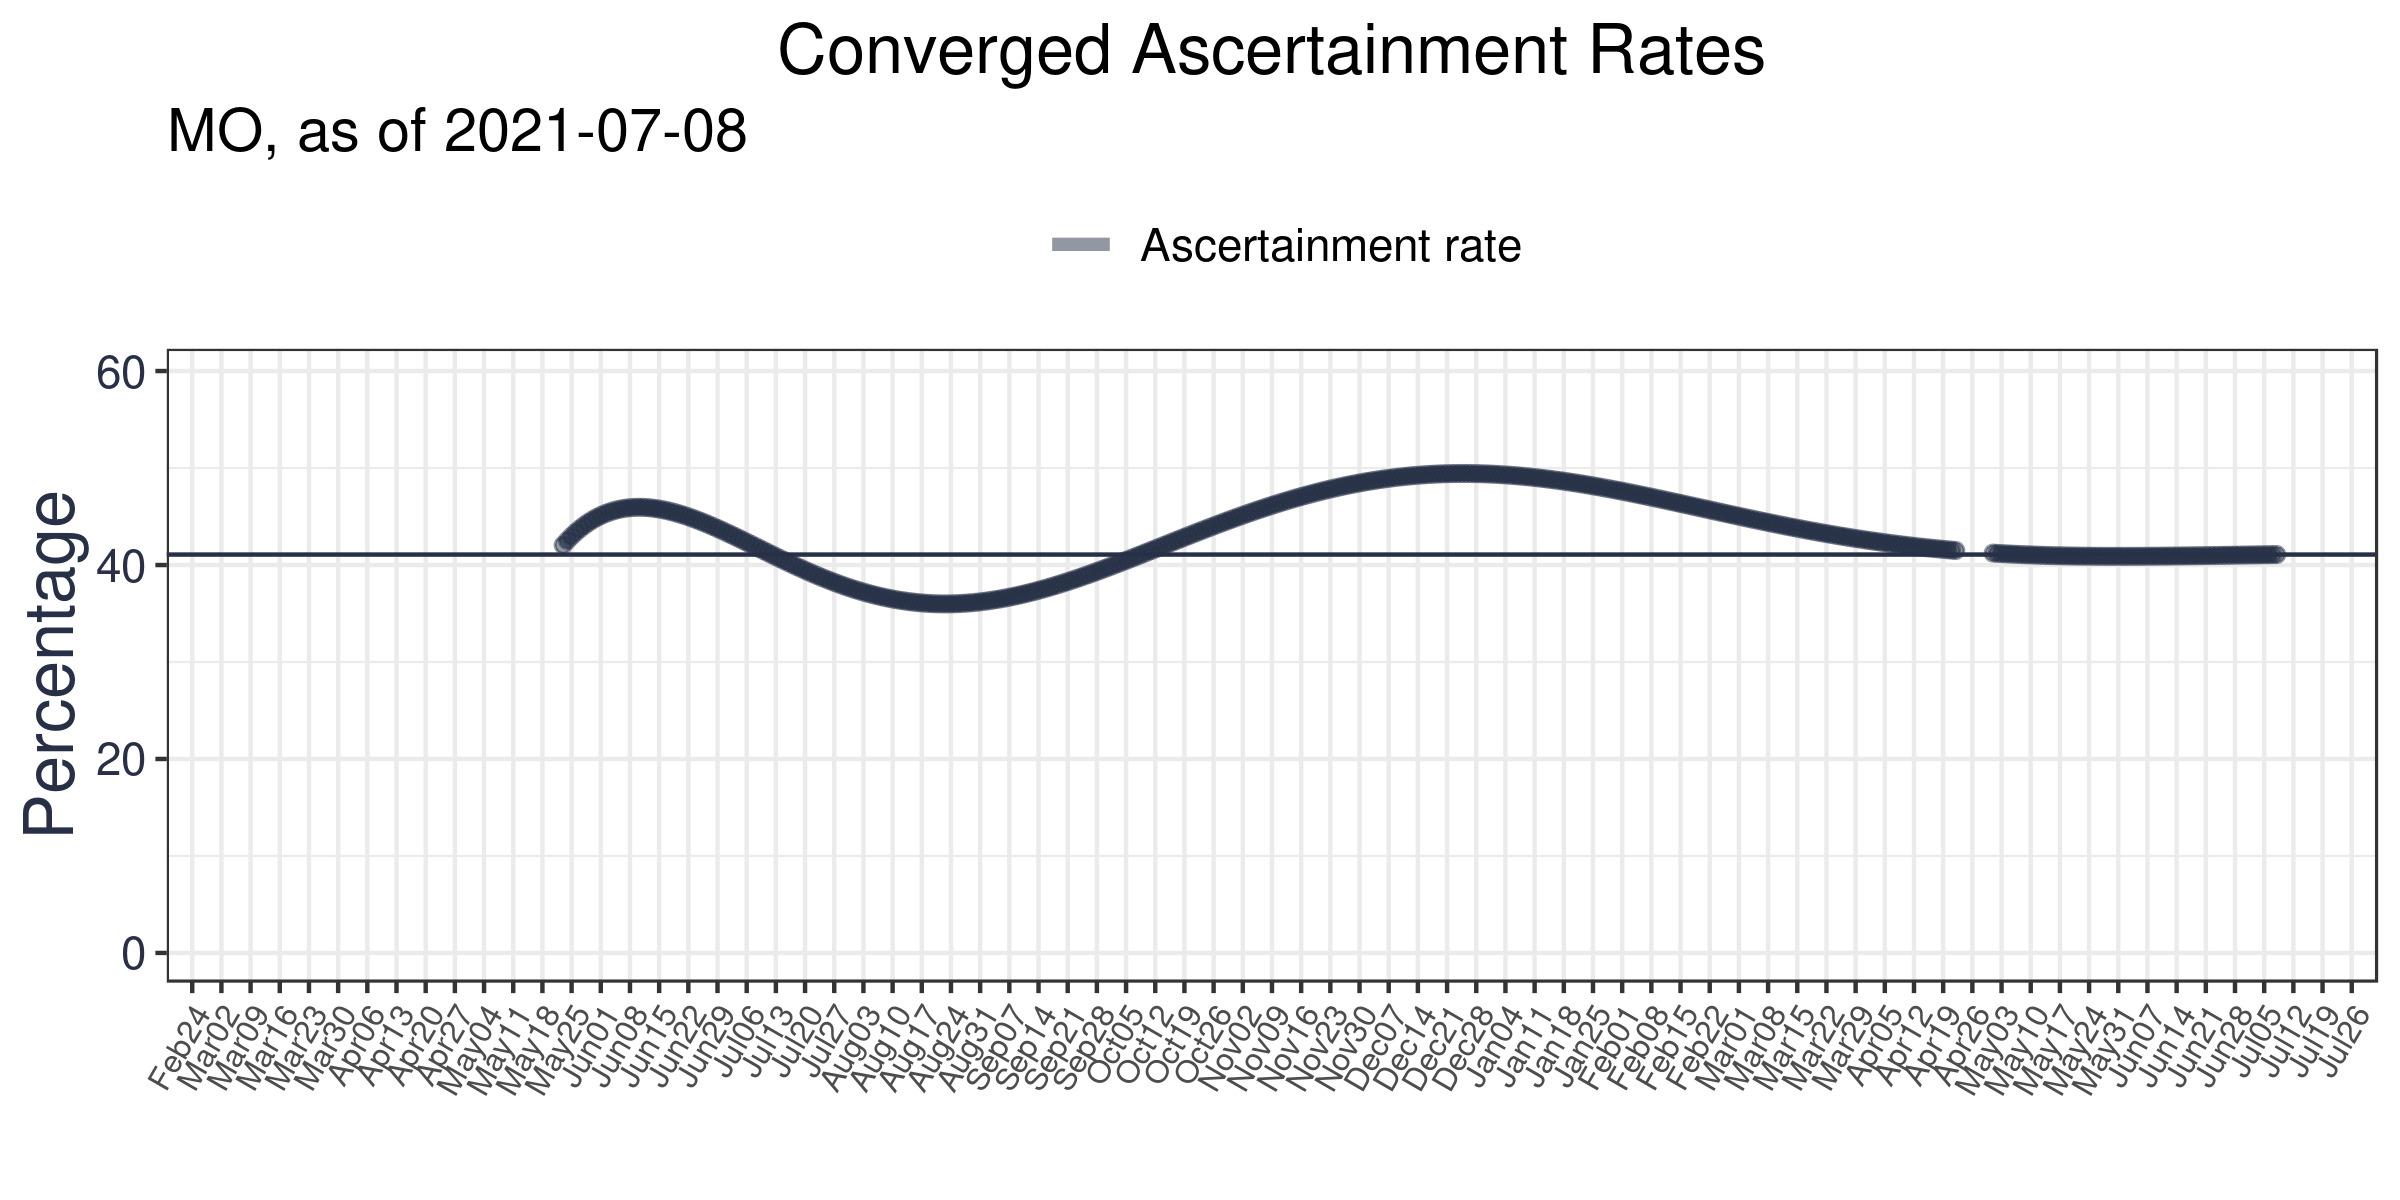 Converged Ascertainment Rates
MO, as of 2021-07-08
Ascertainment rate
Percentage
60
40
20
0
Feb24
Mar02
Mar09
Mar16
Mar23
Mar30
Apr06
Apr13
Apr20
Apr27
May04
May11
May18
May25
Jun01
Jun08
Jun15
Jun22
Jun29
Jul06
Jul13
Jul20
Jul27
Aug03
Aug10
Aug17
Aug24
Aug31
Sep07
Sep14
Sep21
Sep28
Oct05
Oct12
Oct19
Oct26
Nov02
Nov09
Nov16
Nov23
Nov30
Dec07
Dec14
Dec21
Dec28
Jan04
Jan11
Jan18
Jan25
Feb01
Feb08
Feb15
Feb22
Mar01
Mar08
Mar15
Mar22
Mar29
Apr05
Apr12
Apr19
Apr26
May03
May10
May17
May24
May31
Jun07
Jun14
Jun21
Jun28
Jul05
Jul12
Jul19
Jul26